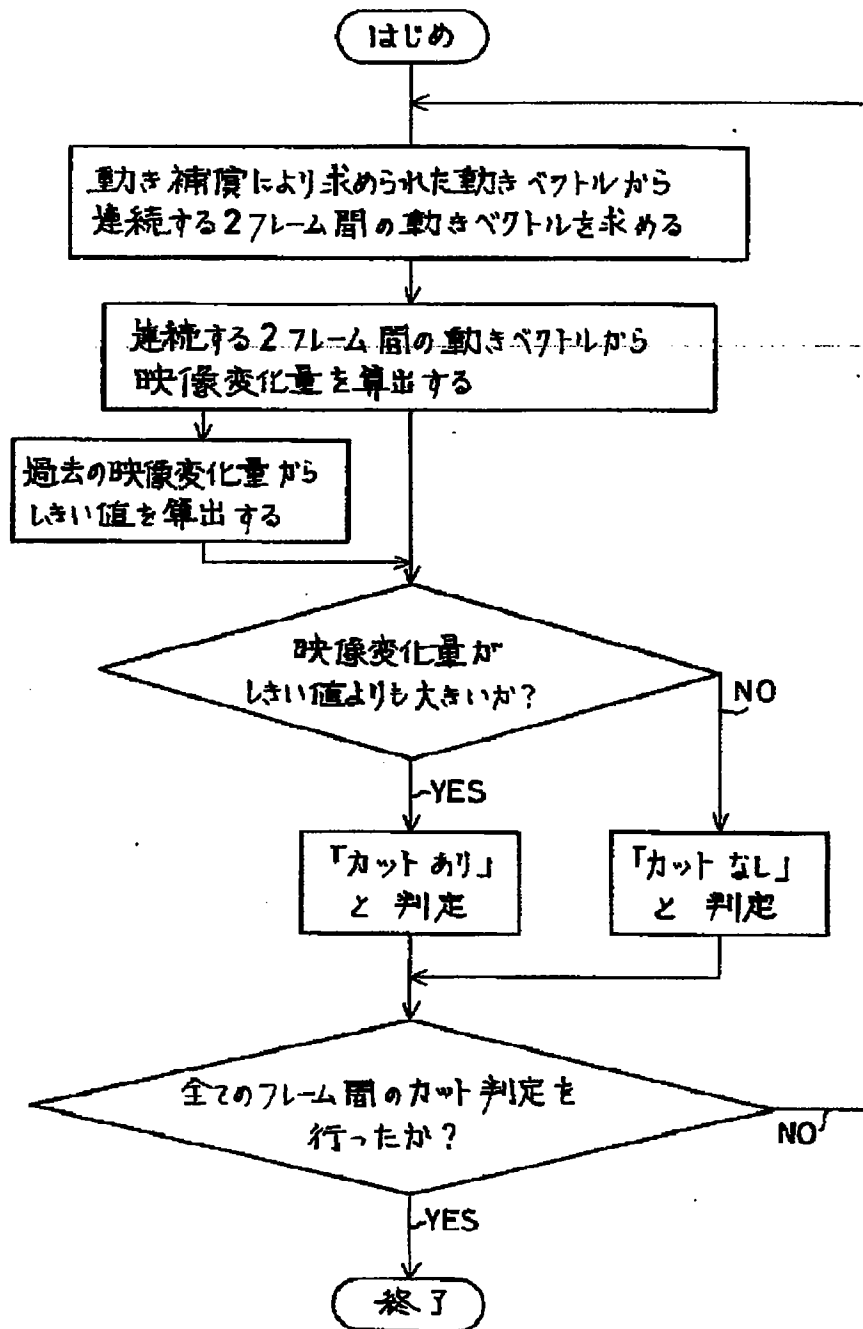 はじめ
動き補償により求められた動きベクトルから
連続する2フレーム間の動きベクトルを求める
連続する2フレーム間の動きベクトルから
映像変化量を算出する
過去の映像変化量から
しきい値を算出する
映像変化量が
しきい値よりも大きいか?
NO
YES
「カットあり」
と判定
「カットなし」
と判定
全てのフレーム間のカット判定を
行ったか?
NO
YES
終了